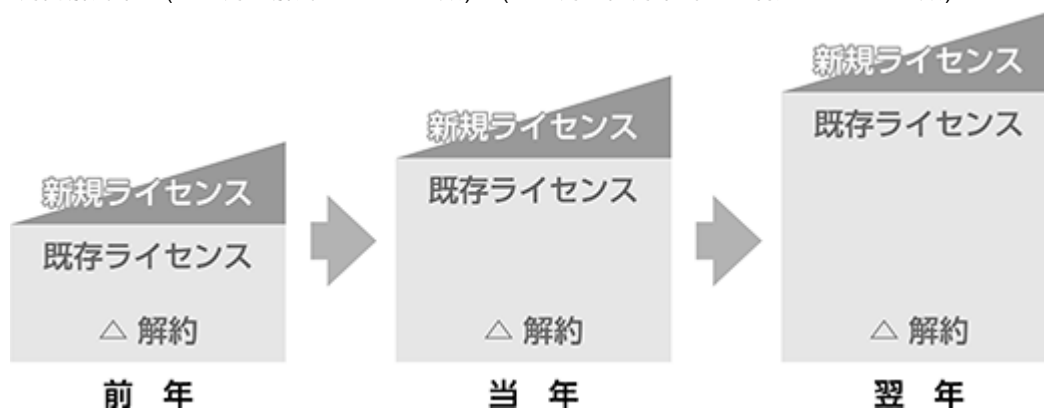 新規ライセンス
既存ライセンス
△ 解約
前 年
新規ライセンス
既存ライセンス
△ 解約
当 年
新規ライセンス
既存ライセンス
△ 解約
翌 年